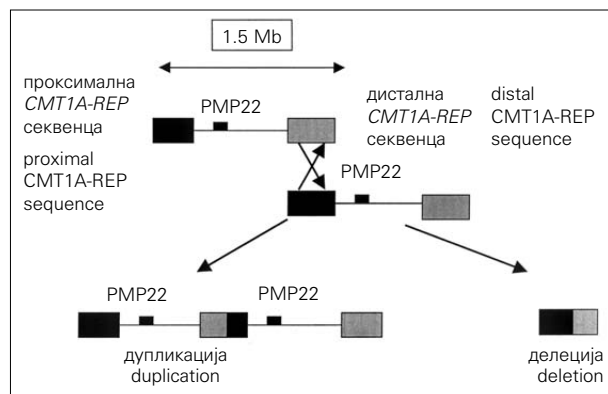 1.5 Mb
проксимална
CMT1A-REP
секвенца
proximal
CMT1A-REP
sequence
PMP22
дистална
CMT1A-REP
секвенца
distal
CMT1A-REP
sequence
PMP22
PMP22
PMP22
дупликација
duplication
делеција
deletion